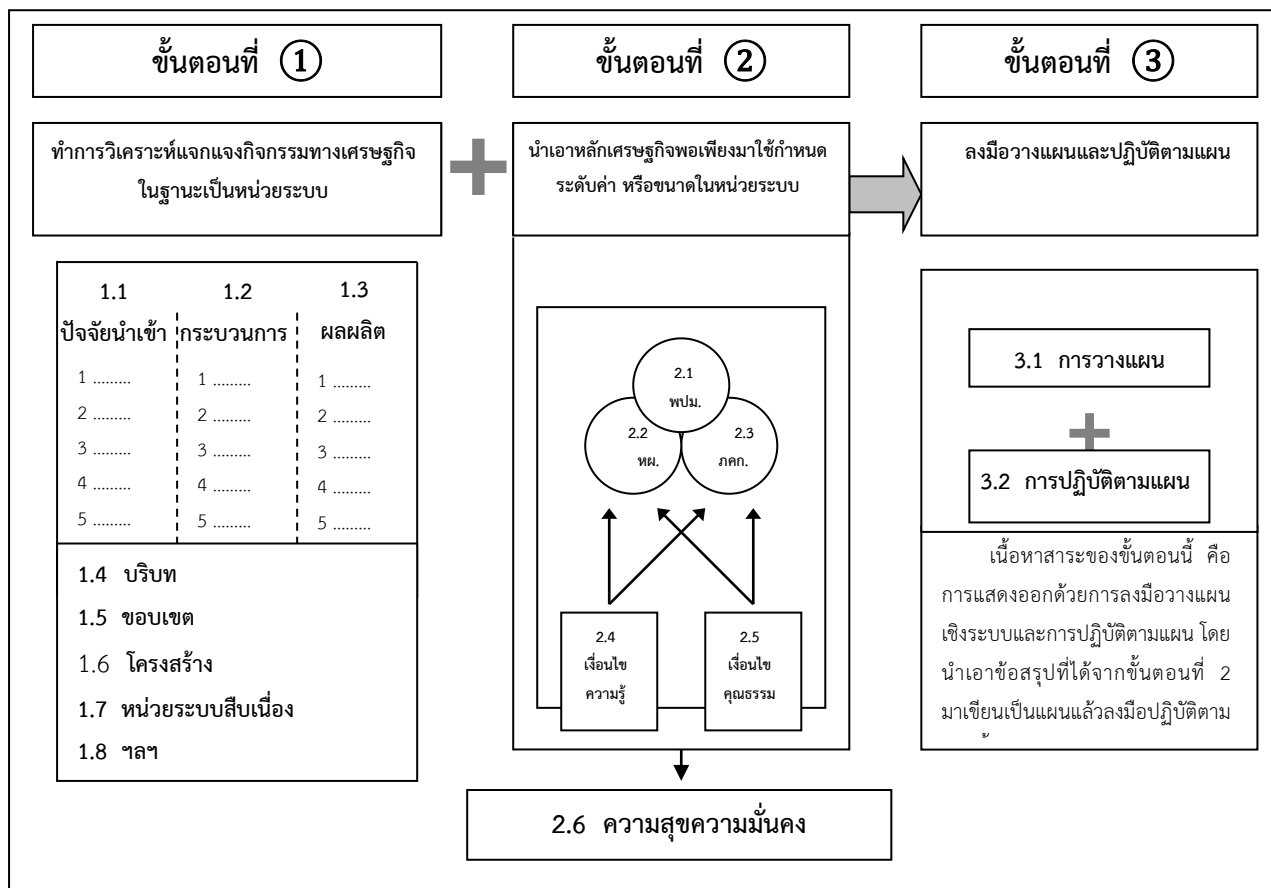 ขั้นตอนที่ ①
ทำการวิเคราะห์แจกแจงกิจกรรมทางเศรษฐกิจ
ในฐานะเป็นหน่วยระบบ
1.1
ปัจจัยนำเข้า
1 .........
2 .........
3 .........
4 .........
5 .........
1.2
กระบวนการ
1 .........
2 .........
3 .........
4 .........
5 .........
1.3
ผลผลิต
1 .........
2 .........
3 .........
4 .........
5 .........
1.4 บริบท
1.5 ขอบเขต
1.6 โครงสร้าง
1.7 หน่วยระบบสืบเนื่อง
1.8 ฯลฯ
ขั้นตอนที่ ②
นำเอาหลักเศรษฐกิจพอเพียงมาใช้กำหนด
ระดับค่า หรือขนาดในหน่วยระบบ
2.1
พปม.
2.2
หผ.
2.3
ภคก.
2.4
เงื่อนไข
ความรู้
2.5
เงื่อนไข
คุณธรรม
2.6 ความสุขความมั่นคง
ขั้นตอนที่ ③
ลงมือวางแผนและปฏิบัติตามแผน
3.1 การวางแผน
3.2 การปฏิบัติตามแผน
เนื้อหาสาระของขั้นตอนนี้ คือ
การแสดงออกด้วยการลงมือวางแผน
เชิงระบบและการปฏิบัติตามแผน โดย
นำเอาข้อสรุปที่ได้จากขั้นตอนที่ 2
มาเขียนเป็นแผนแล้วลงมือปฏิบัติตาม